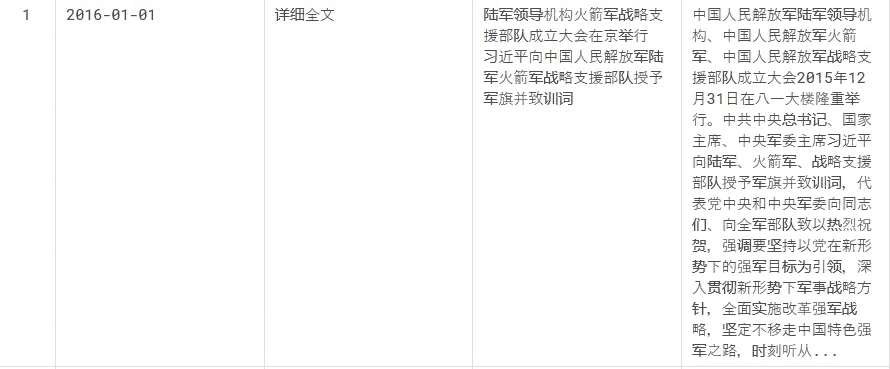 1
2016-01-01
详细全文
陆军领导机构火箭军战略支
援部队成立大会在京举行
习近平向中国人民解放军陆
军火箭军战略支援部队授予
军旗并致训词
中国人民解放军陆军领导机
构、中国人民解放军火箭
军、中国人民解放军战略支
援部队成立大会2015年12
月31日在八一大楼隆重举
行。中共中央总书记、国家
主席、中央军委主席习近平
向陆军、火箭军、战略支援
部队授予军旗并致训词，代
表党中央和中央军委向同志
们、向全军部队致以热烈祝
贺，强调要坚持以党在新形
势下的强军目标为引领，深
入贯彻新形势下军事战略方
针，全面实施改革强军战
略，坚定不移走中国特色强
军之路，时刻听从...